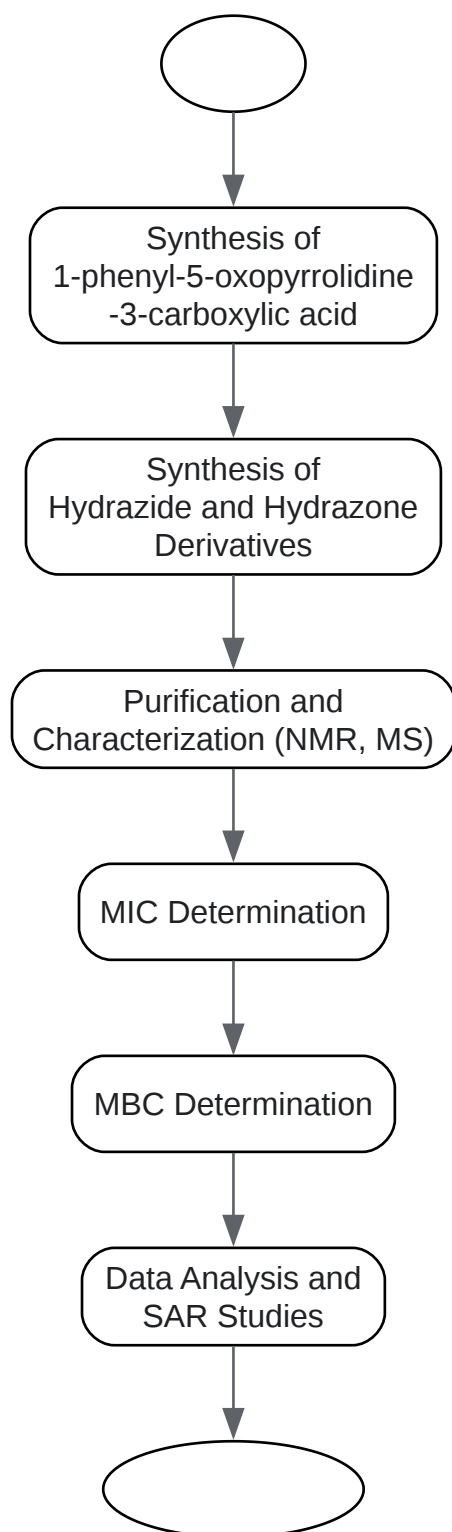 Synthesis of
1-phenyl-5-oxopyrrolidine
-3-carboxylic acid
Synthesis of
Hydrazide and Hydrazone
Derivatives
Purification and
Characterization (NMR, MS)
MIC Determination
MBC Determination
Data Analysis and
SAR Studies